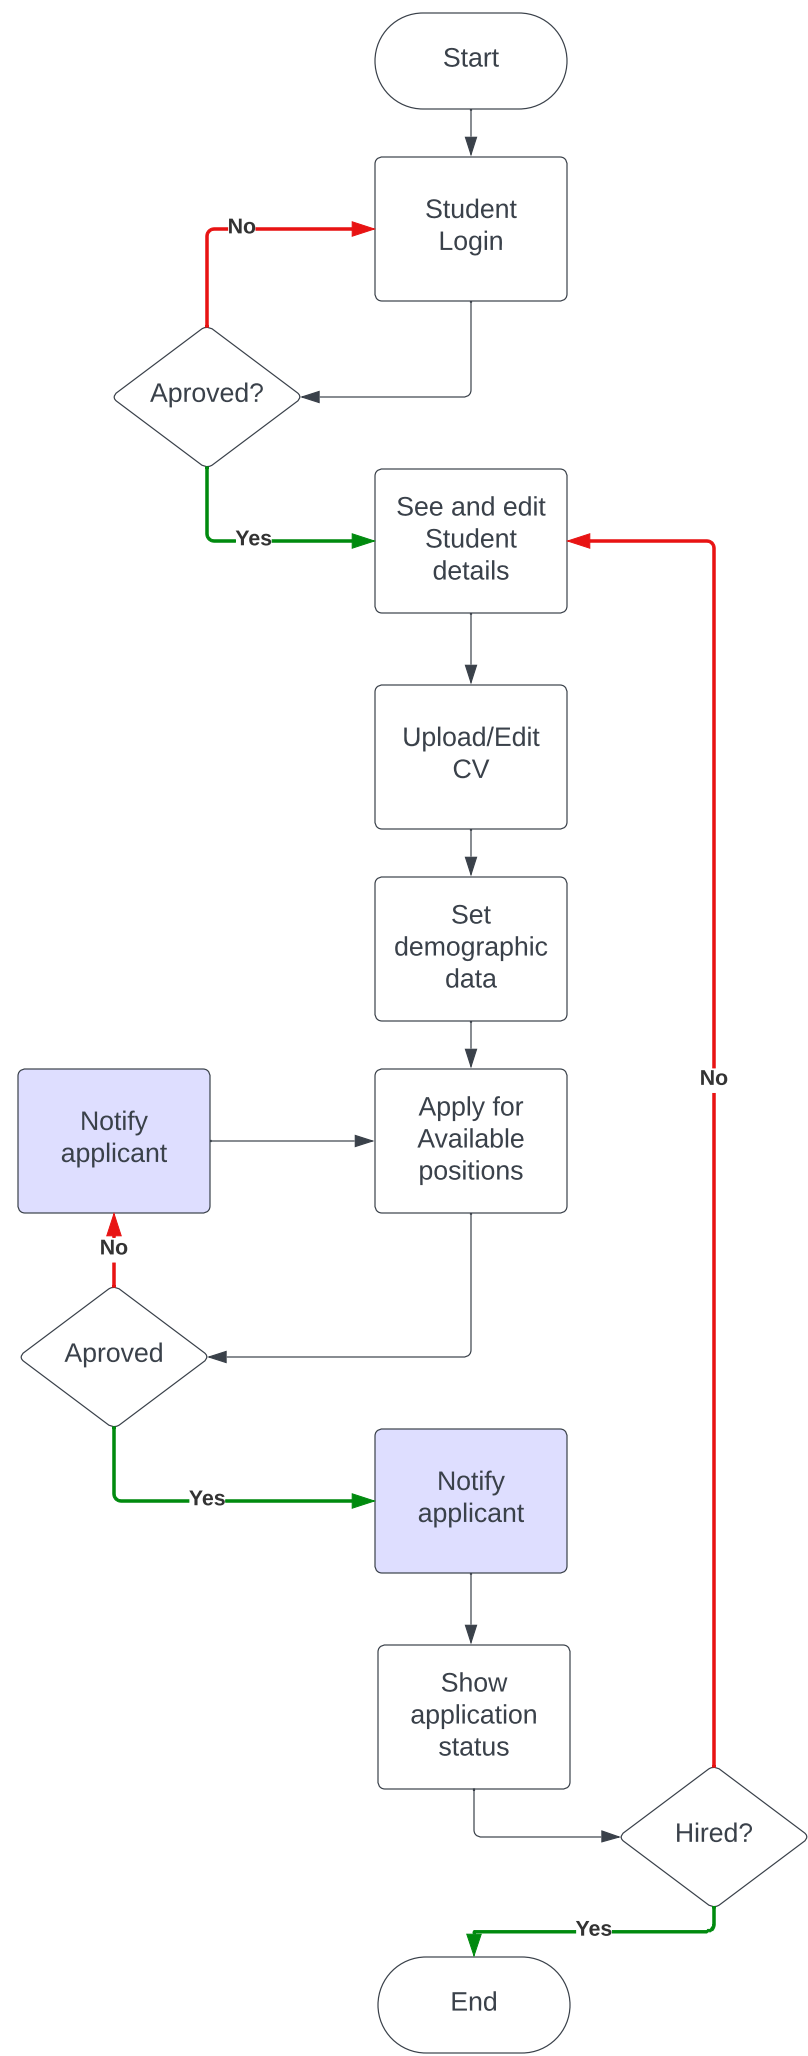 Start
Student
Login
No
Aproved?
Yes
See and edit
Student
details
Upload/Edit
CV
Set
demographic
data
Apply for
Available
positions
Notify
applicant
No
Aproved
Yes
Notify
applicant
Show
application
status
Hired?
No
Yes
End